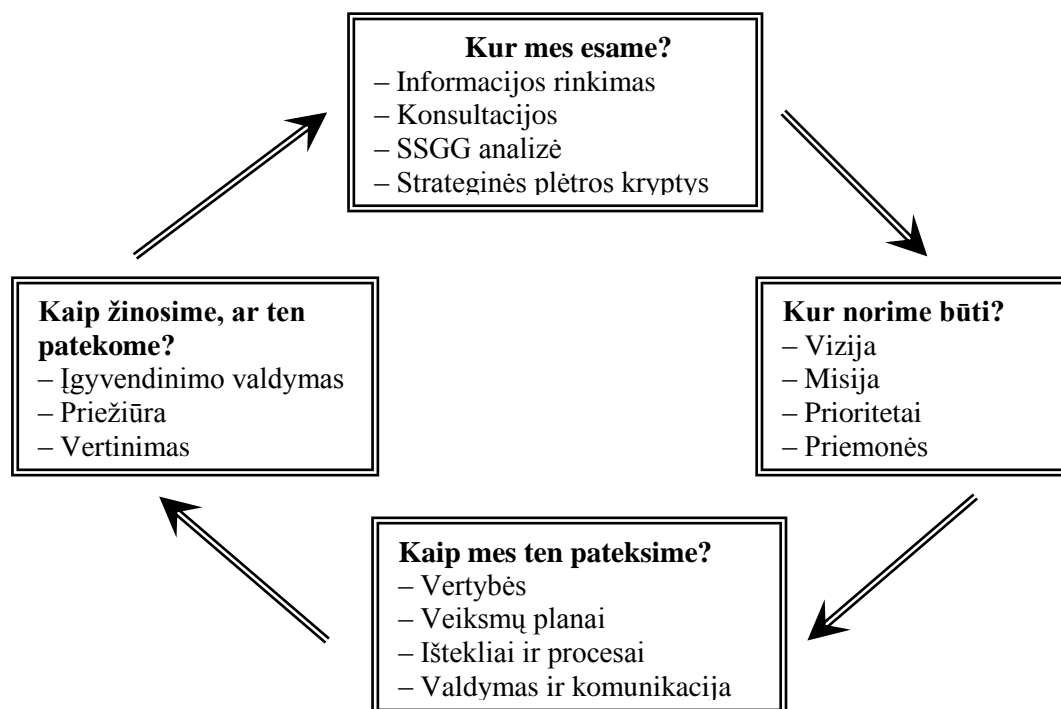 Kur mes esame?
– Informacijos rinkimas
– Konsultacijos
– SSGG analizė
– Strateginės plėtros kryptys
Kur norime būti?
– Vizija
– Misija
– Prioritetai
– Priemonės
Kaip mes ten pateksime?
– Vertybės
– Veiksmų planai
– Ištekliai ir procesai
– Valdymas ir komunikacija
Kaip žinosime, ar ten
patekome?
– Įgyvendinimo valdymas
– Priežiūra
– Vertinimas